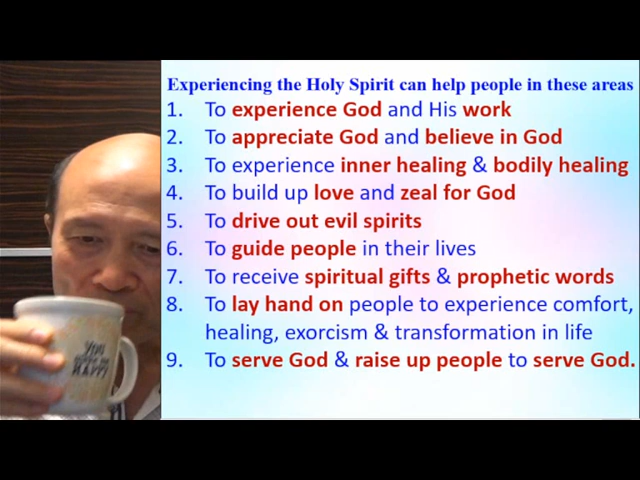 Experiencing the Holy Spirit can help people in these areas
1. To experience God and His work
2. To appreciate God and believe in God
3. To experience inner healing & bodily healing
4. To build up love and zeal for God
5. To drive out evil spirits
6. To guide people in their lives
7. To receive spiritual gifts & prophetic words
8. To lay hand on people to experience comfort,
healing, exorcism & transformation in life
9. To serve God & raise up people to serve God.
YOU
HAPPY